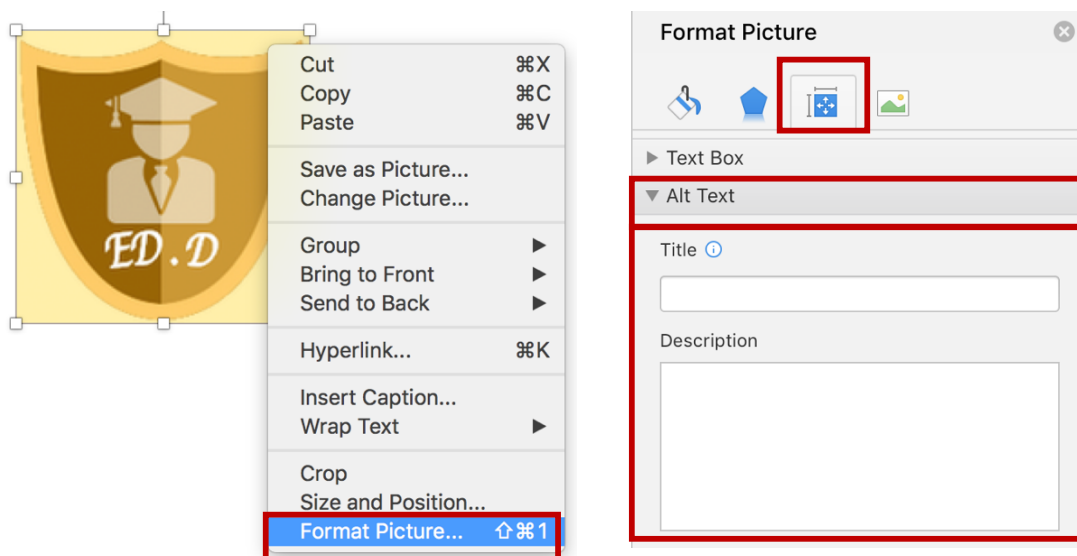 ED.D
Cut ⌘X
Copy ⌘C
Paste ⌘V
Save as Picture...
Change Picture...
Group ▶
Bring to Front ▶
Send to Back ▶
Hyperlink... ⌘K
Insert Caption...
Wrap Text ▶
Crop
Size and Position...
Format Picture... ⇧⌘1
Format Picture
Text Box
Alt Text
Title
Description